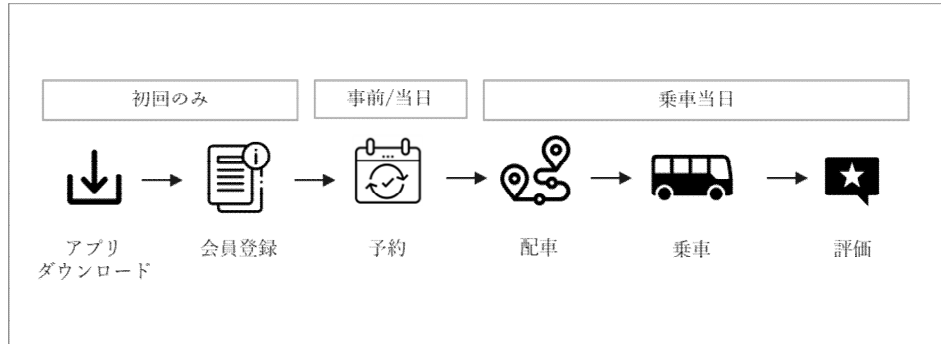 初回のみ
事前/当日
乗車当日
アプリ
ダウンロード
会員登録
予約
配車
乗車
評価